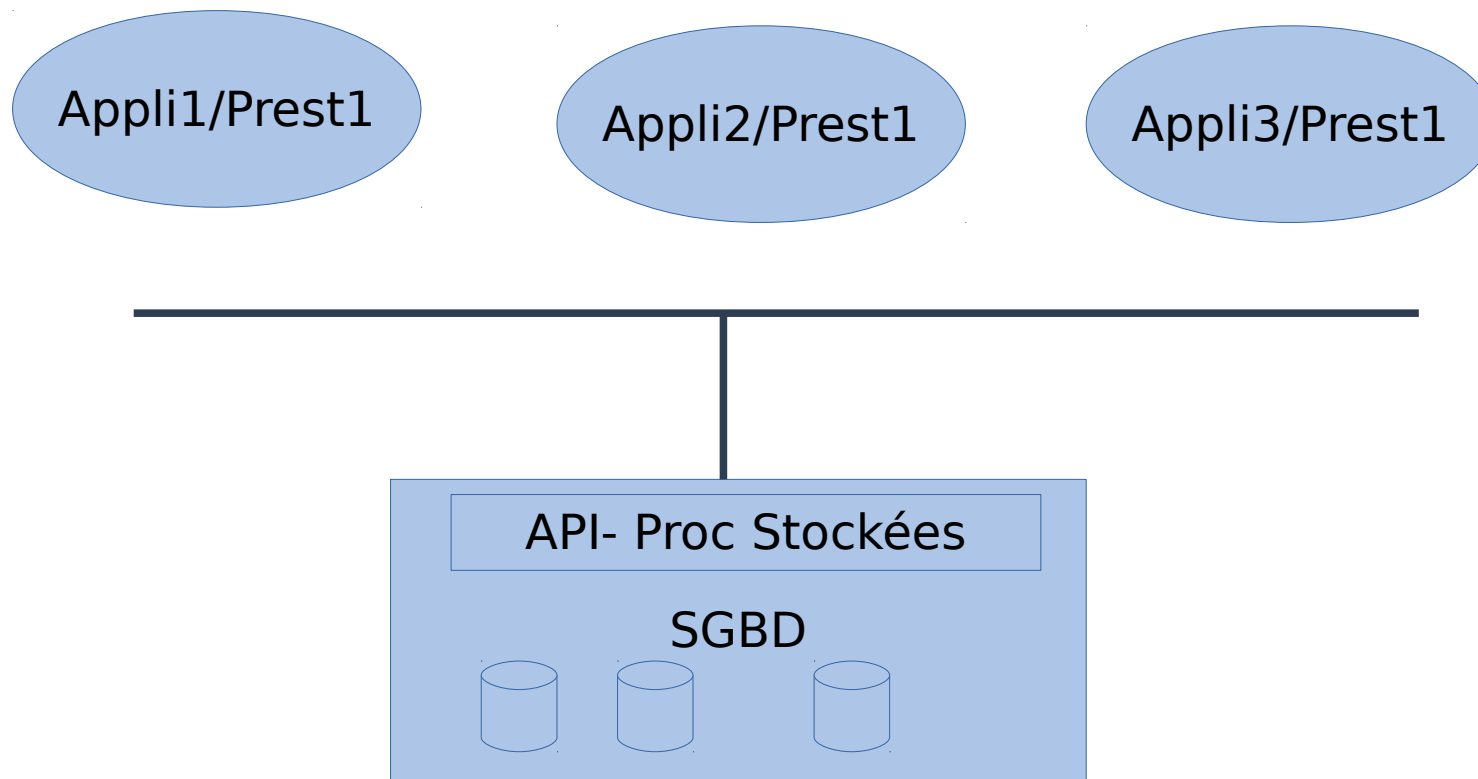 Appli1/Prest1
Appli2/Prest1
Appli3/Prest1
API- Proc Stockées
SGBD